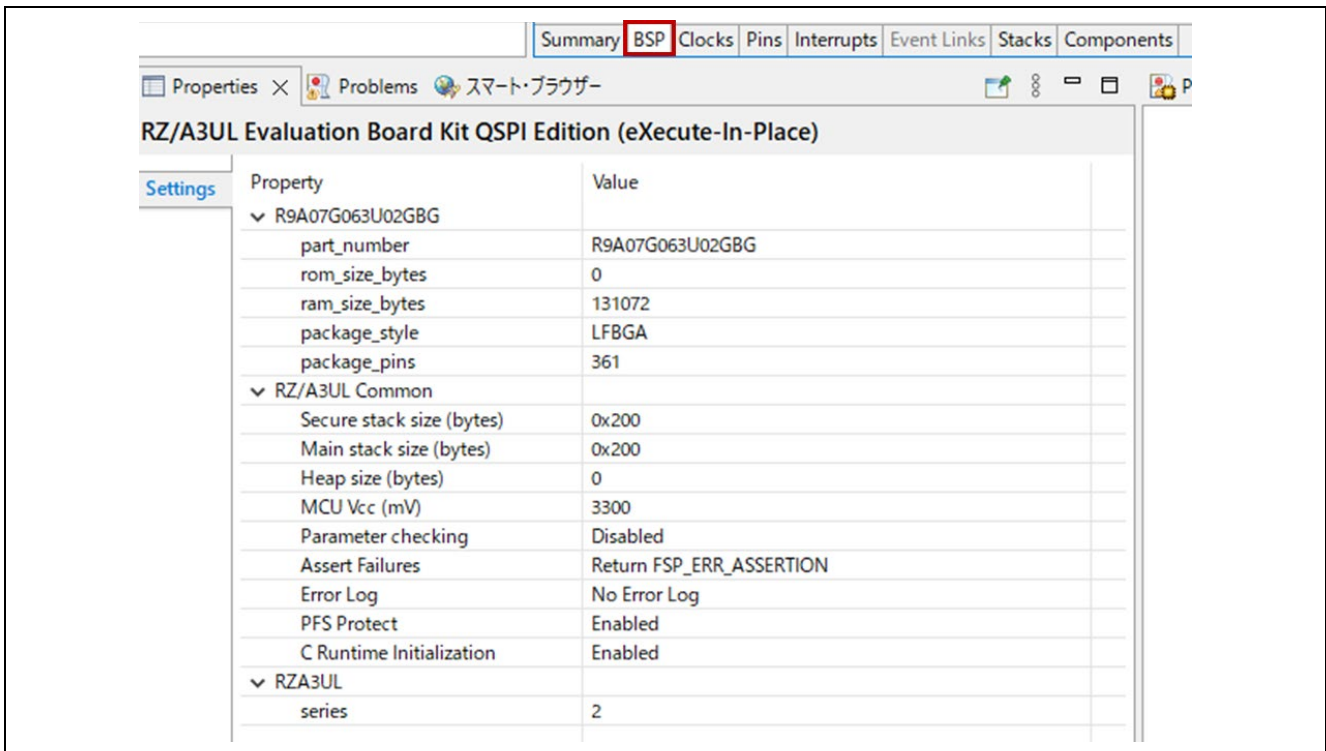 Summary BSP Clocks Pins Interrupts Event Links Stacks Components
Properties Problems スマート・ブラウザー P
RZ/A3UL Evaluation Board Kit QSPI Edition (eXecute-In-Place)
Settings Property Value
R9A07G063U02GBG
part_number R9A07G063U02GBG
rom_size_bytes 0
ram_size_bytes 131072
package_style LFBGA
package_pins 361
RZ/A3UL Common
Secure stack size (bytes) 0x200
Main stack size (bytes) 0x200
Heap size (bytes) 0
MCU Vcc (mV) 3300
Parameter checking Disabled
Assert Failures Return FSP_ERR_ASSERTION
Error Log No Error Log
PFS Protect Enabled
C Runtime Initialization Enabled
RZA3UL
series 2